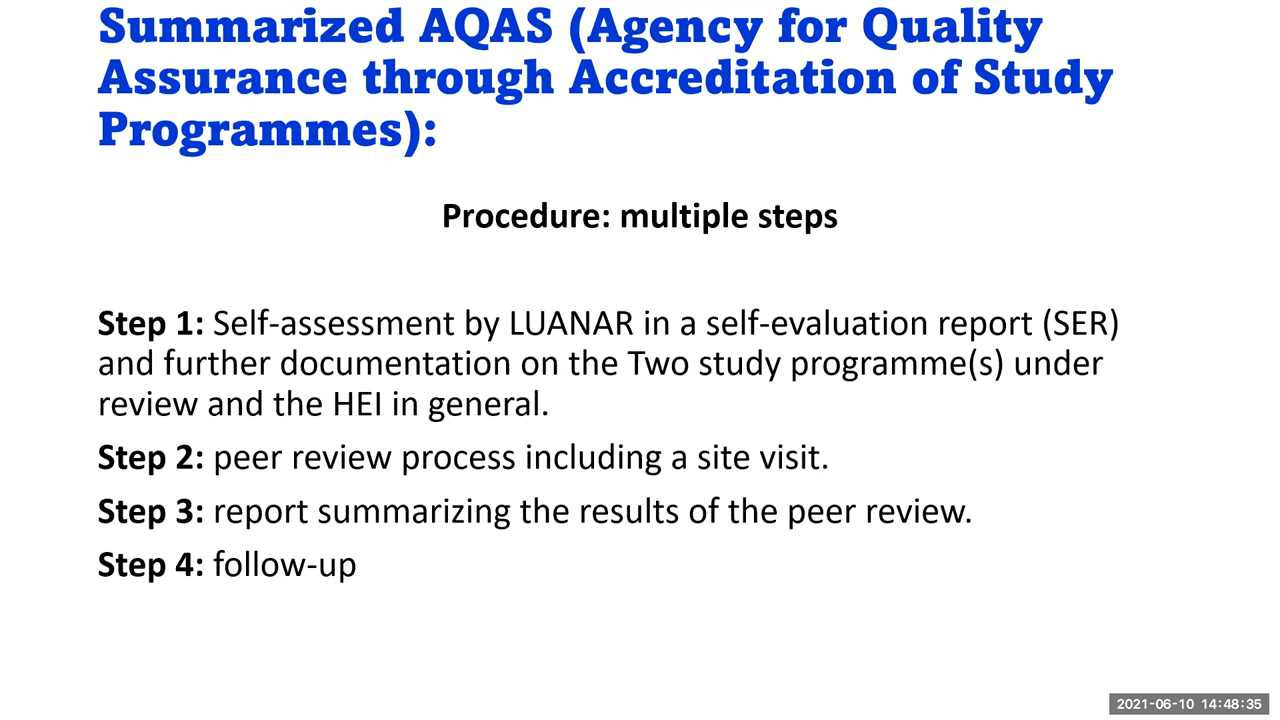 Summarized AQAS (Agency for Quality
Assurance through Accreditation of Study
Programmes):
Procedure: multiple steps
Step 1: Self-assessment by LUANAR in a self-evaluation report (SER)
and further documentation on the Two study programme(s) under
review and the HEI in general.
Step 2: peer review process including a site visit.
Step 3: report summarizing the results of the peer review.
Step 4: follow-up
2021-06-10 14:48:35